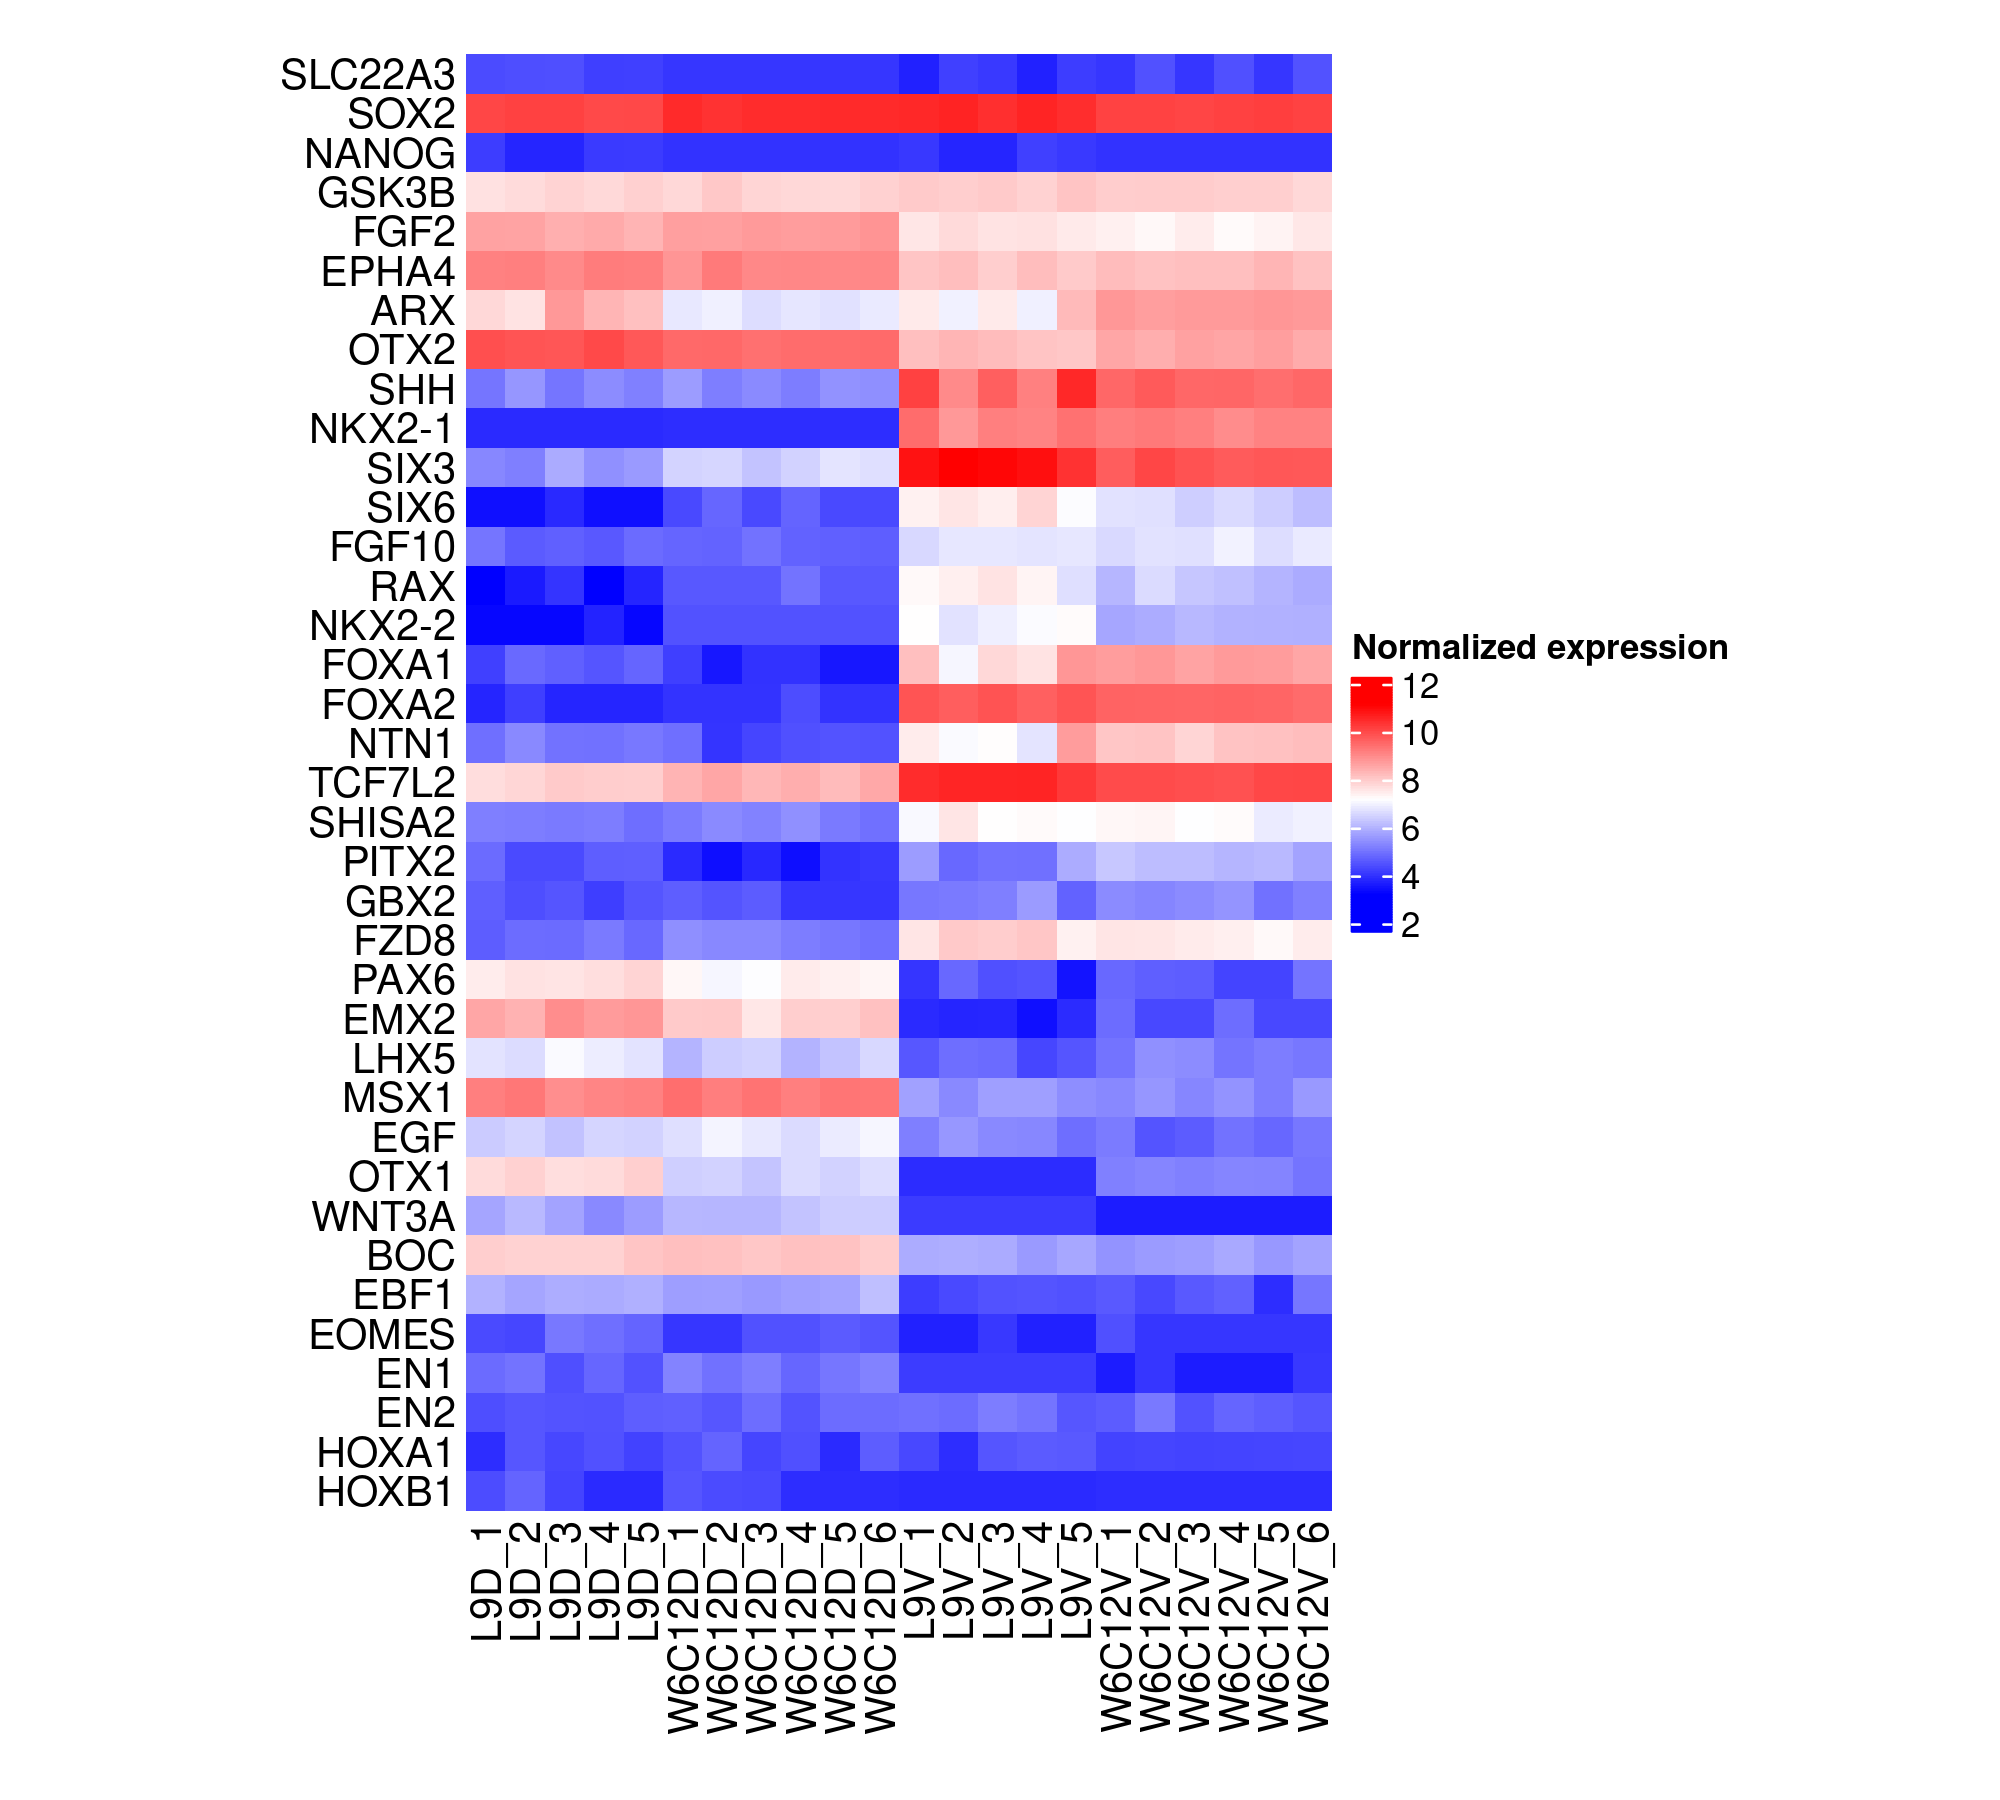 SLC22A3
SOX2
NANOG
GSK3B
FGF2
EPHA4
ARX
OTX2
SHH
NKX2-1
SIX3
SIX6
FGF10
RAX
NKX2-2
FOXA1
FOXA2
NTN1
TCF7L2
SHISA2
PITX2
GBX2
FZD8
PAX6
EMX2
LHX5
MSX1
EGF
OTX1
WNT3A
BOC
EBF1
EOMES
EN1
EN2
HOXA1
HOXB1
Normalized expression
12
10
8
6
4
2
L9D_1
L9D_2
L9D_3
L9D_4
L9D_5
W6C12D_1
W6C12D_2
W6C12D_3
W6C12D_4
W6C12D_5
W6C12D_6
L9V_1
L9V_2
L9V_3
L9V_4
L9V_5
W6C12V_1
W6C12V_2
W6C12V_3
W6C12V_4
W6C12V_5
W6C12V_6